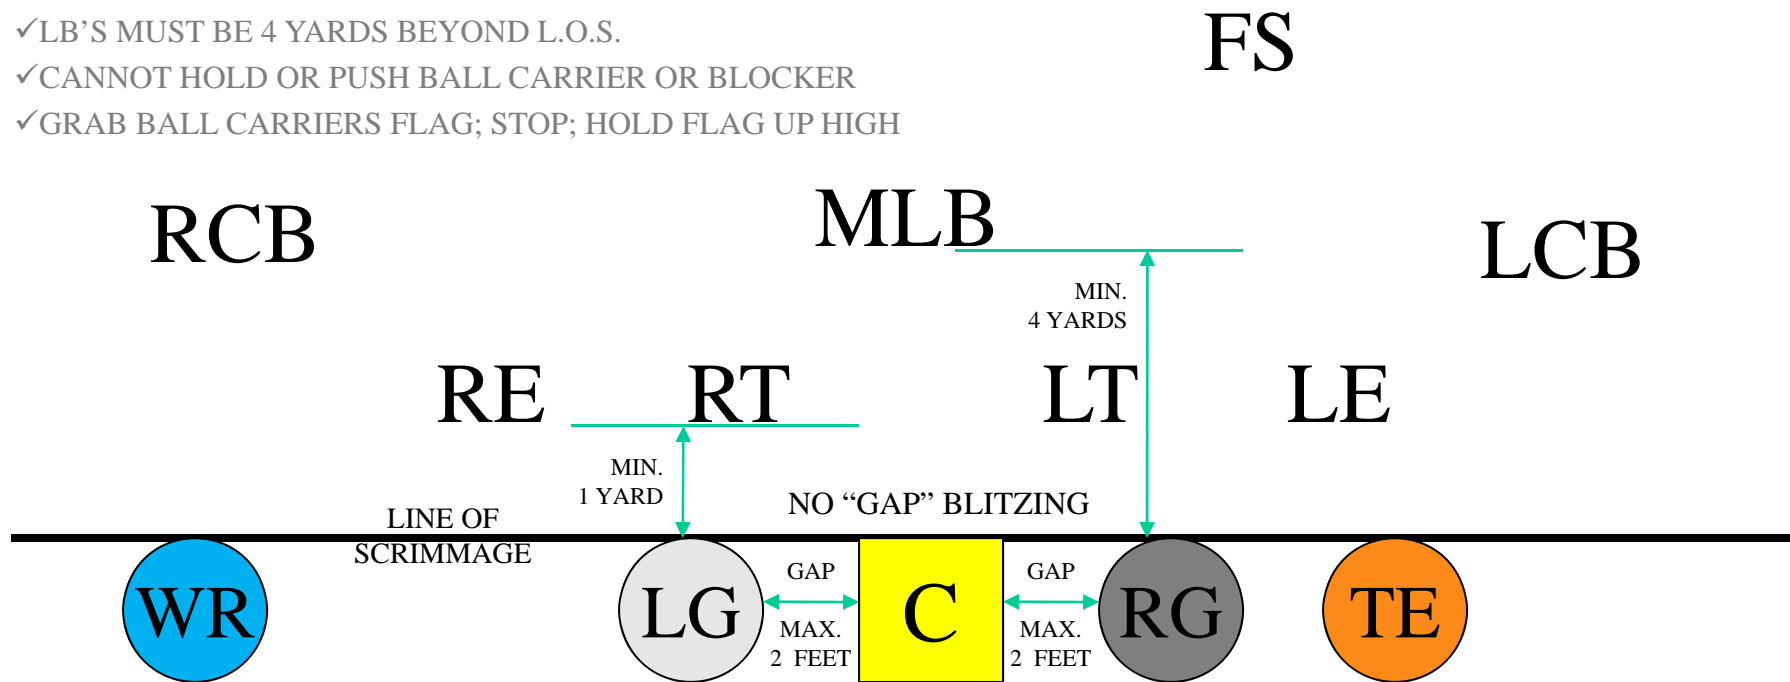 ✓LB’S MUST BE 4 YARDS BEYOND L.O.S.
✓CANNOT HOLD OR PUSH BALL CARRIER OR BLOCKER
✓GRAB BALL CARRIERS FLAG; STOP; HOLD FLAG UP HIGH
FS
RCB
MLB
LCB
MIN.
4 YARDS
RE
RT
LT
LE
MIN.
1 YARD
NO “GAP” BLITZING
LINE OF
SCRIMMAGE
WR
LG
GAP
MAX.
2 FEET
C
GAP
MAX.
2 FEET
RG
TE